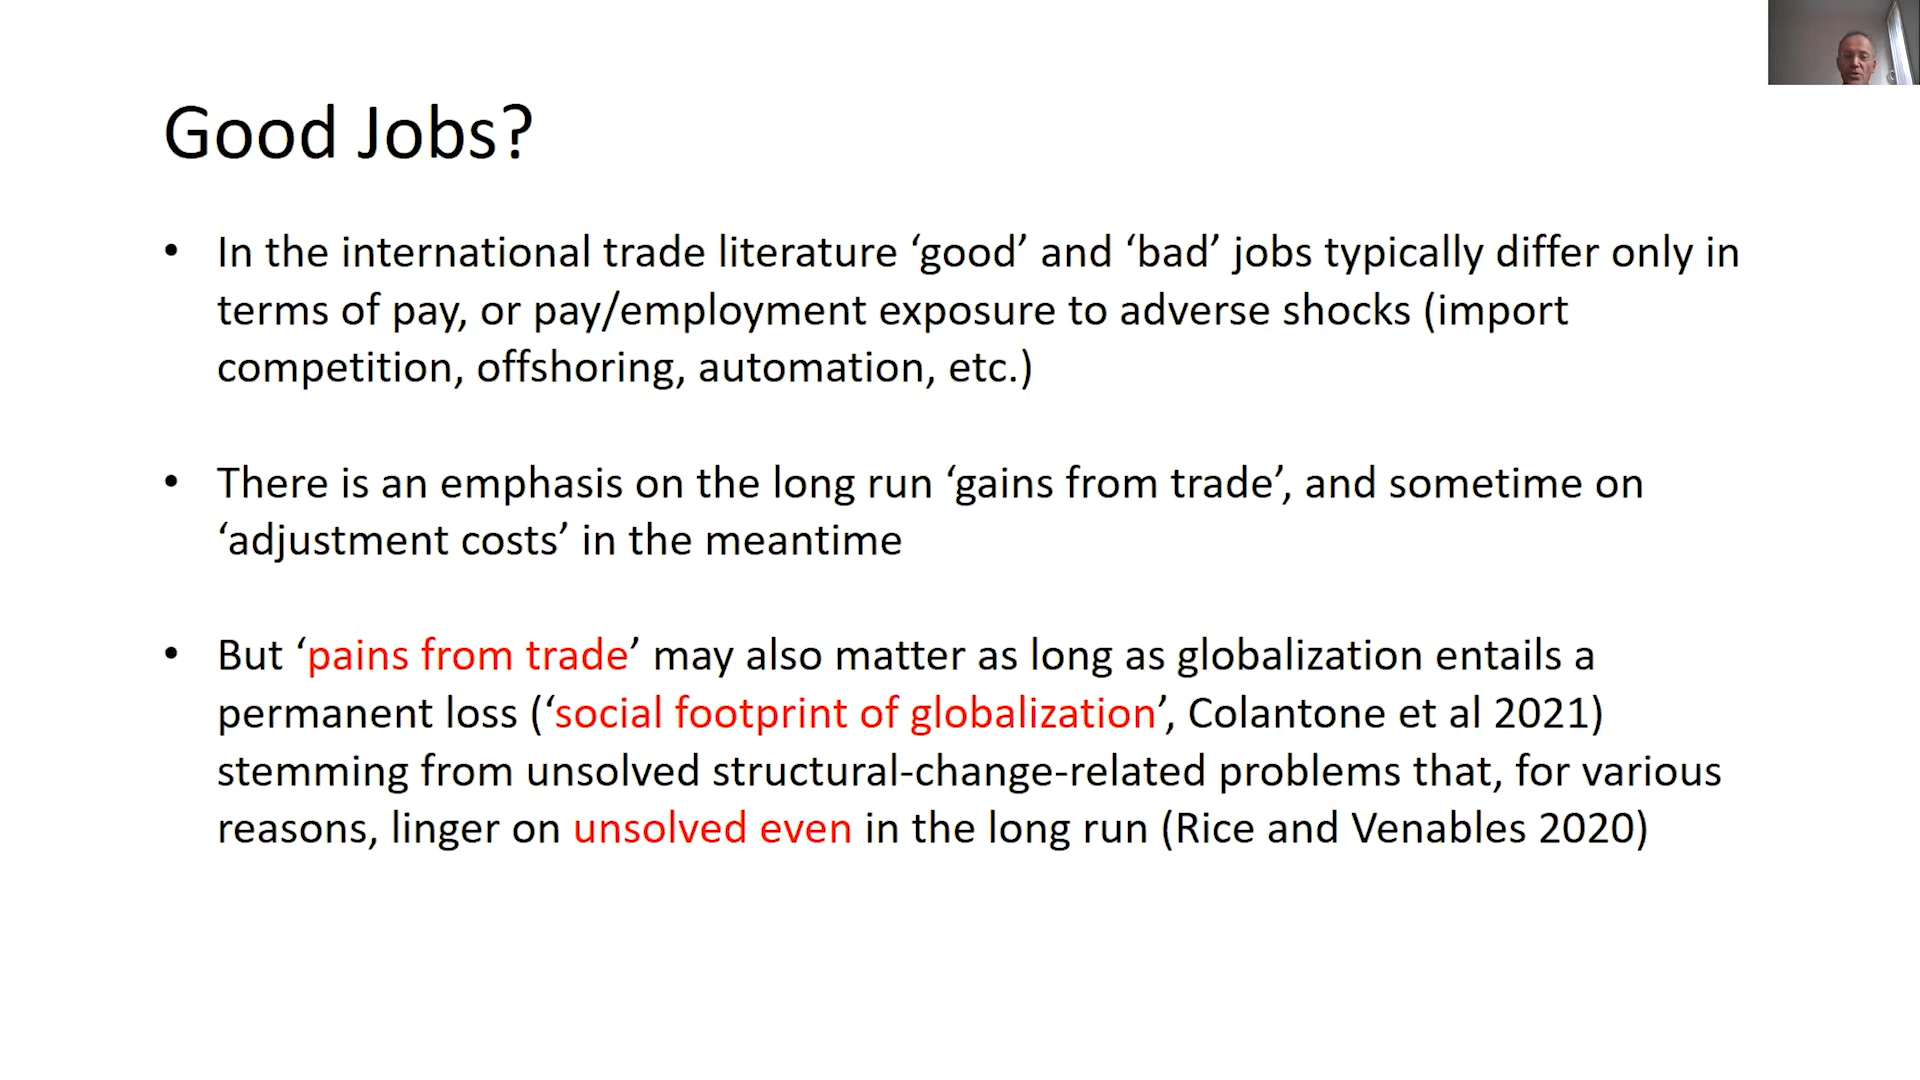 Good Jobs?
• In the international trade literature ‘good’ and ‘bad’ jobs typically differ only in
terms of pay, or pay/employment exposure to adverse shocks (import
competition, offshoring, automation, etc.)
• There is an emphasis on the long run ‘gains from trade’, and sometime on
‘adjustment costs’ in the meantime
• But ‘pains from trade’ may also matter as long as globalization entails a
permanent loss (‘social footprint of globalization’, Colantone et al 2021)
stemming from unsolved structural-change-related problems that, for various
reasons, linger on unsolved even in the long run (Rice and Venables 2020)